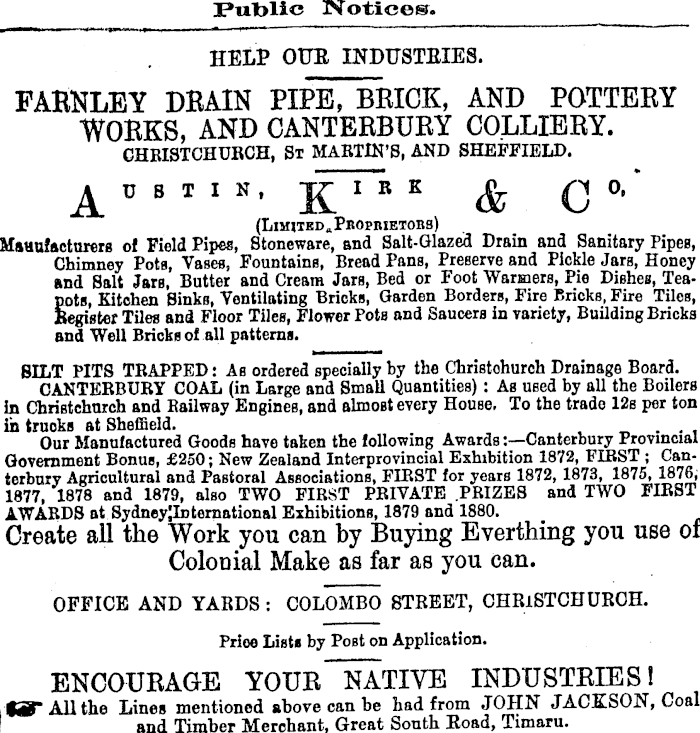 Public Notices.
HELP OUR INDUSTRIES.
FARNLEY DRAIN PIPE, BRICK, AND POTTERY
WORKS, AND CANTERBURY COLLIERY.
CHRISTCHURCH, ST MARTIN'S, AND SHEFFIELD.
AUSTIN, KIRK & CO,
(LIMITED PROPRIETORS)
Manufacturers of Field Pipes, Stoneware, and Salt-Glazed Drain and Sanitary Pipes,
Chimney Pots, Vases, Fountains, Bread Pans, Preserve and Pickle Jars, Honey
and Salt Jars, Butter and Cream Jars, Bed or Foot Warmers, Pie Dishes, Tea-
pots, Kitchen Sinks, Ventilating Bricks, Garden Borders, Fire Bricks, Fire Tiles,
Register Tiles and Floor Tiles, Flower Pots and Saucers in variety, Building Bricks
and Well Bricks of all patterns.
SILT PITS TRAPPED: As ordered specially by the Christchurch Drainage Board.
CANTERBURY COAL (in Large and Small Quantities) : As used by all the Boilers
in Christchurch and Railway Engines, and almost every House. To the trade 12s per ton
in trucks at Sheffield.
Our Manufactured Goods have taken the following Awards:—Canterbury Provincial
Government Bonus, £250; New Zealand Interprovincial Exhibition 1872, FIRST; Can-
terbury Agricultural and Pastoral Associations, FIRST for years 1872, 1873, 1875, 1876,
1877, 1878 and 1879, also TWO FIRST PRIVATE PRIZES and TWO FIRST
AWARDS at Sydney International Exhibitions, 1879 and 1880.
Create all the Work you can by Buying Everthing you use of
Colonial Make as far as you can.
OFFICE AND YARDS: COLOMBO STREET, CHRISTCHURCH.
Price Lists by Post on Application.
ENCOURAGE YOUR NATIVE INDUSTRIES!
All the Lines mentioned above can be had from JOHN JACKSON, Coal
and Timber Merchant, Great South Road, Timaru.